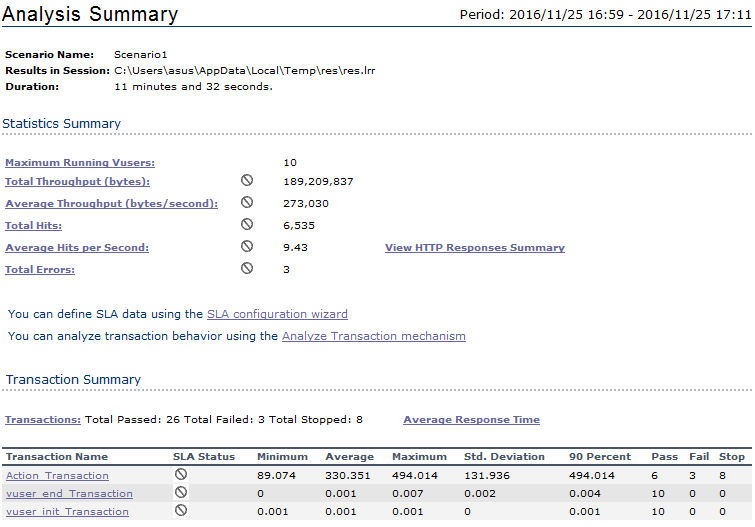 Analysis Summary Period: 2016/11/25 16:59 - 2016/11/25 17:11
Scenario Name: Scenario1
Results in Session: C:\Users\asus\AppData\Local\Temp\res\res.lrr
Duration: 11 minutes and 32 seconds.
Statistics Summary
Maximum Running Vusers: 10
Total Throughput (bytes): 189,209,837
Average Throughput (bytes/second): 273,030
Total Hits: 6,535
Average Hits per Second: 9.43 View HTTP Responses Summary
Total Errors: 3
You can define SLA data using the SLA configuration wizard
You can analyze transaction behavior using the Analyze Transaction mechanism
Transaction Summary
Transactions: Total Passed: 26 Total Failed: 3 Total Stopped: 8 Average Response Time
Transaction Name SLA Status Minimum Average Maximum Std. Deviation 90 Percent Pass Fail Stop
Action_Transaction 89.074 330.351 494.014 131.936 494.014 6 3 8
vuser_end_Transaction 0 0.001 0.007 0.002 0.004 10 0 0
vuser_init_Transaction 0.001 0.001 0.001 0 0.001 10 0 0